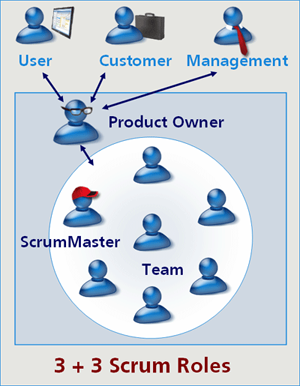 User Customer Management
Product Owner
ScrumMaster
Team
3 + 3 Scrum Roles